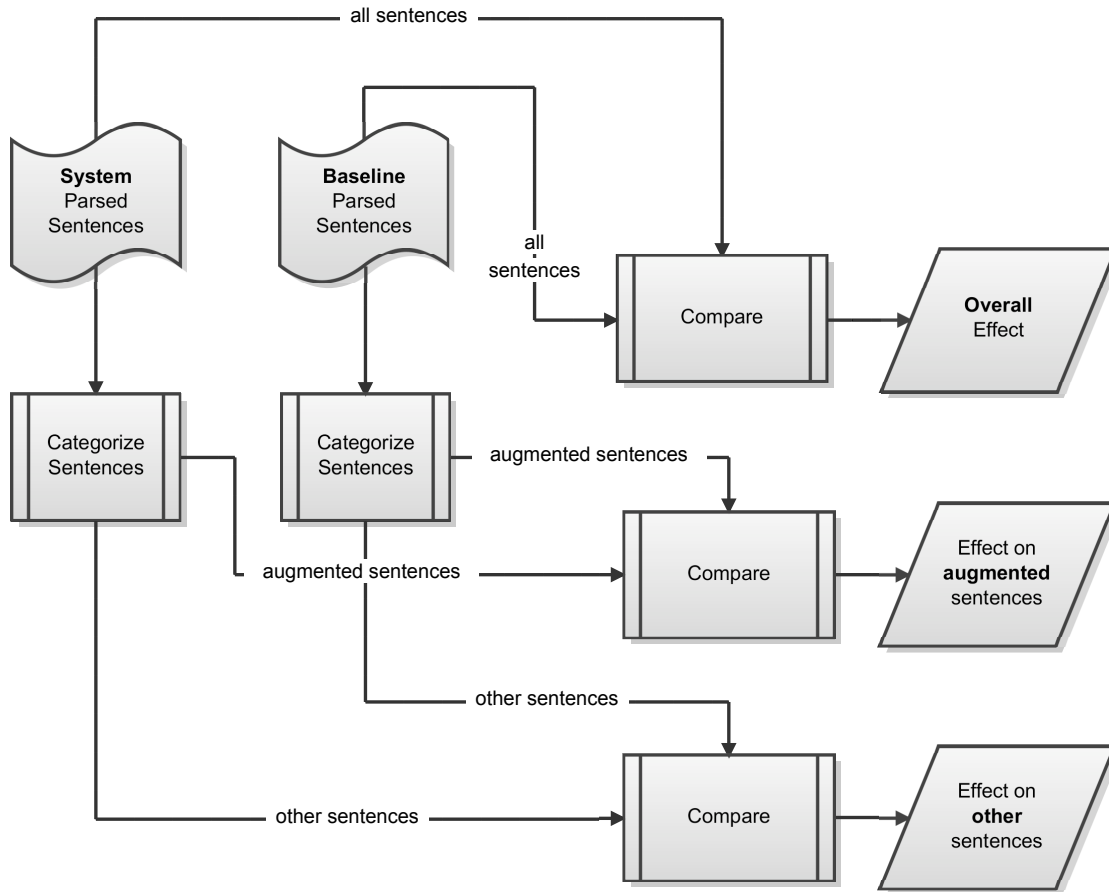 all sentences
System
Parsed
Sentences
Baseline
Parsed
Sentences
all
sentences
Compare
Overall
Effect
Categorize
Sentences
Categorize
Sentences
augmented sentences
augmented sentences
Compare
Effect on
augmented
sentences
other sentences
other sentences
Compare
Effect on
other
sentences